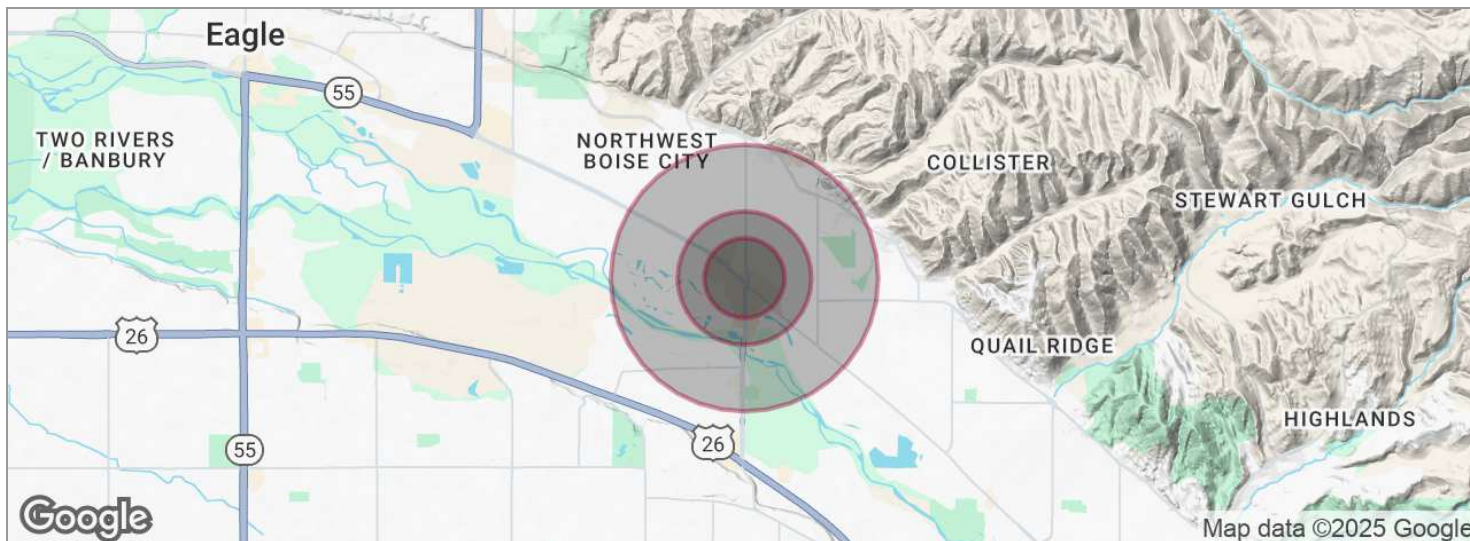 Eagle
55
TWO RIVERS
/ BANBURY
NORTHWEST
BOISE CITY
COLLISTER
STEWART GULCH
26
QUAIL RIDGE
HIGHLANDS
26
55
Google
Map data ©2025 Google